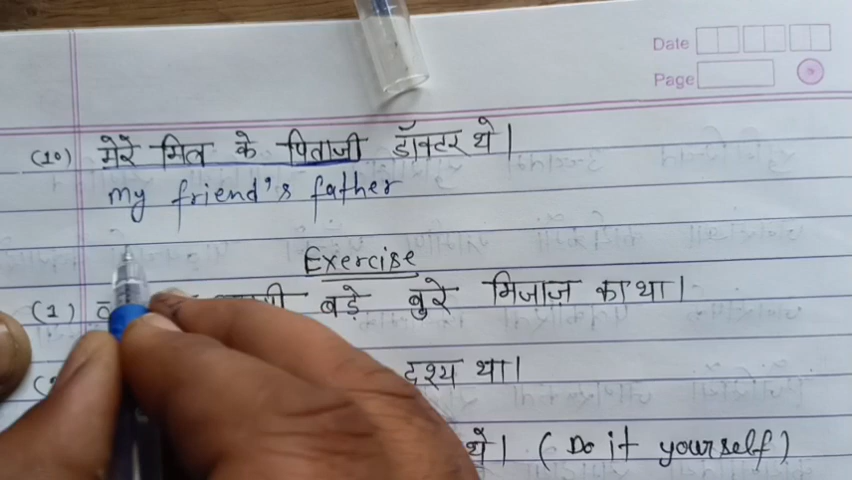 Date
Page
(10) मेरे मित्र के पिताजी डॉक्टर थे।
my friend's father
Exercise
(1) बड़े बुरे मिजाज का था।
दृश्य था।
थे। (Do it yourself)